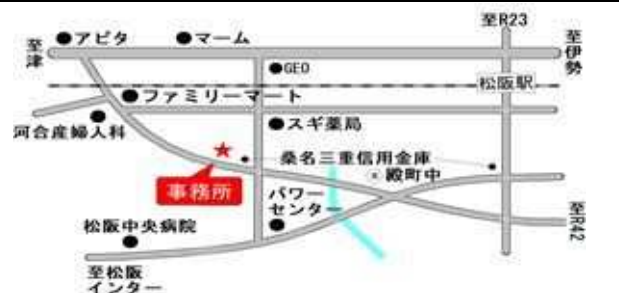 至R23
至津
アピタ
マーム
至伊勢
GEO
松阪駅
ファミリーマート
河合産婦人科
スギ薬局
桑名三重信用金庫
殿町中
事務所
パワー
センター
松阪中央病院
至R42
至松阪
インター